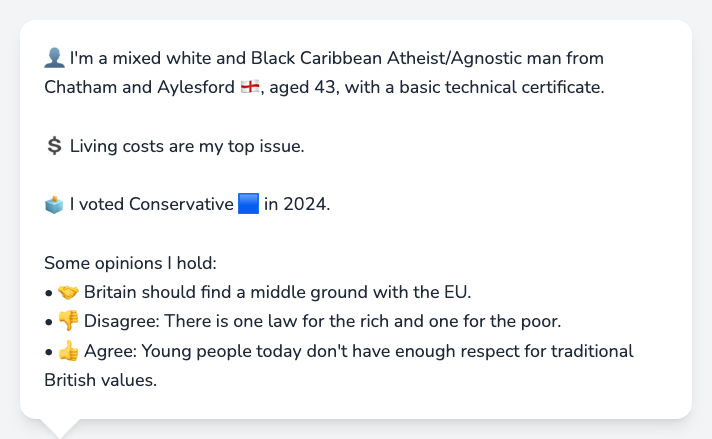 👤 I'm a mixed white and Black Caribbean Atheist/Agnostic man from
Chatham and Aylesford 🏴󠁧󠁢󠁥󠁮󠁧󠁿, aged 43, with a basic technical certificate.
💲 Living costs are my top issue.
🗳️ I voted Conservative 🟦 in 2024.
Some opinions I hold:
• 🤝 Britain should find a middle ground with the EU.
• 👎 Disagree: There is one law for the rich and one for the poor.
• 👍 Agree: Young people today don't have enough respect for traditional
British values.